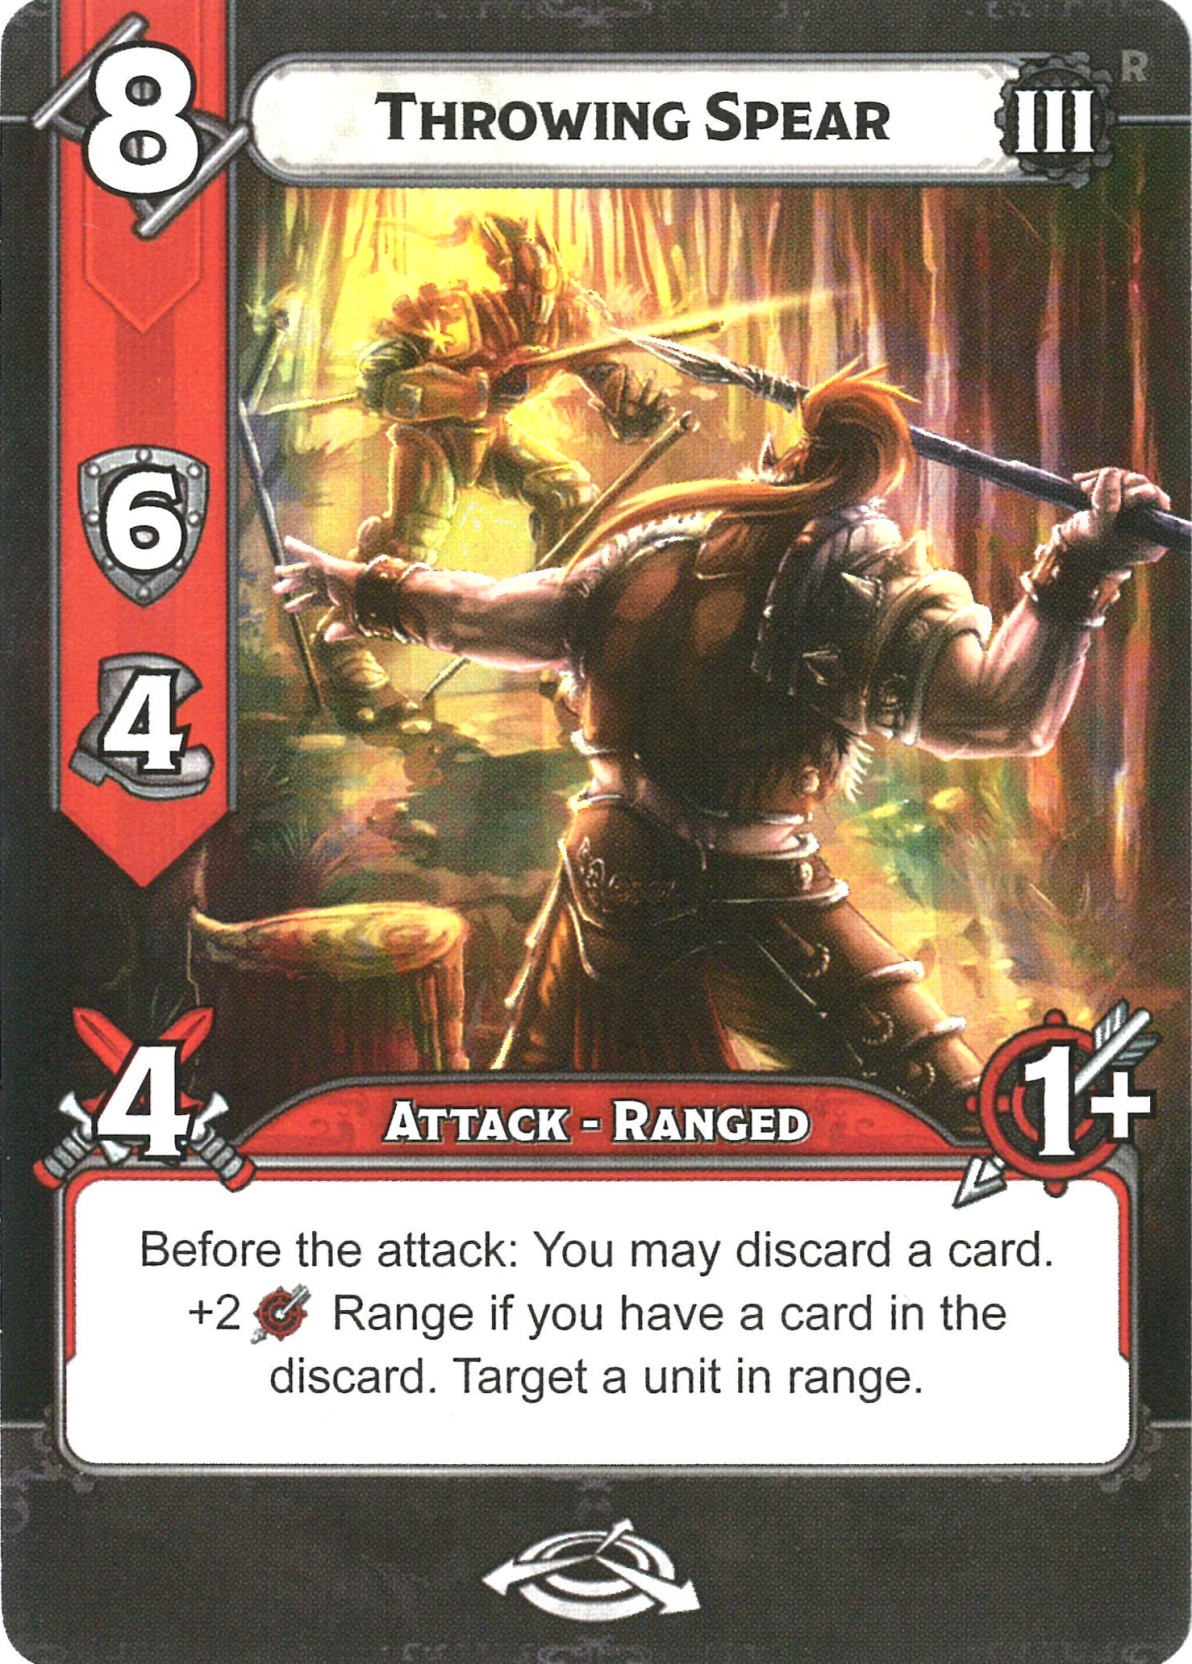 R
8
THROWING SPEAR
III
6
4
4
ATTACK - RANGED
1+
Before the attack: You may discard a card.
+2 Range if you have a card in the
discard. Target a unit in range.